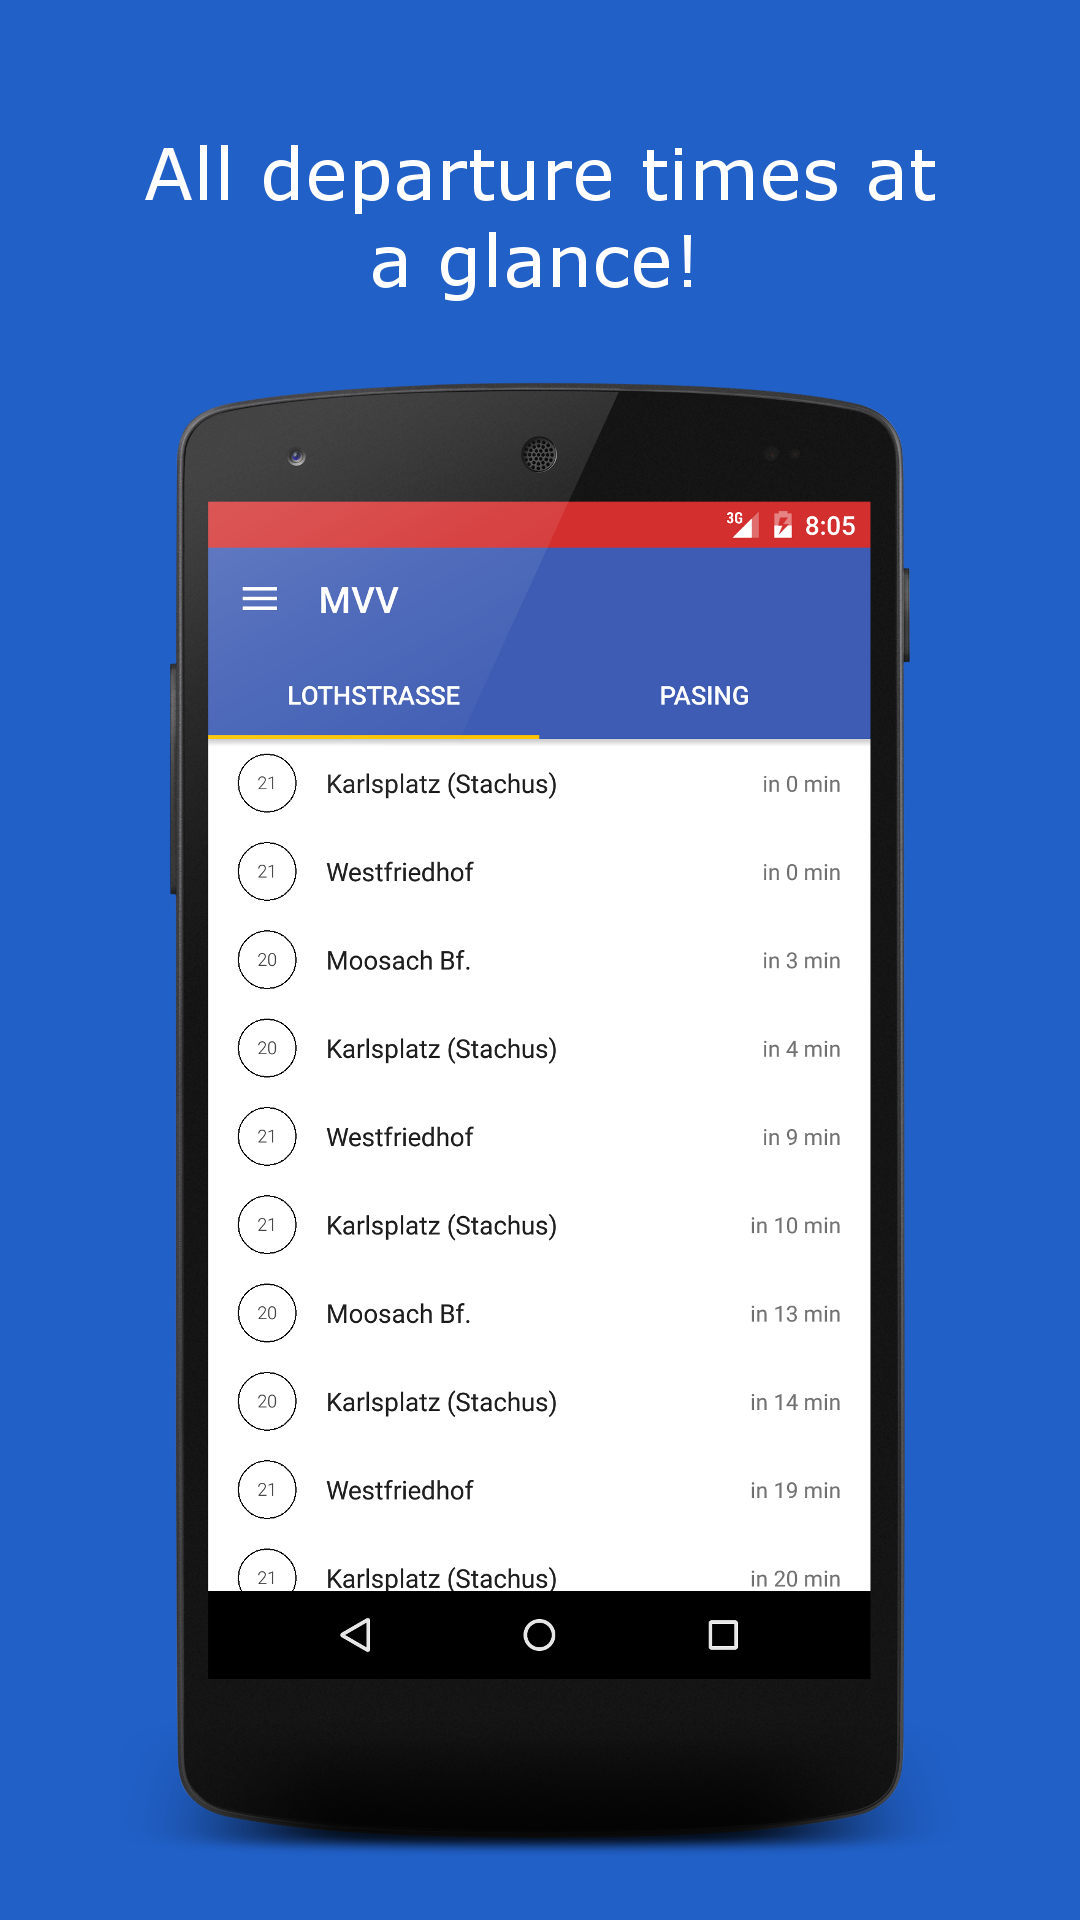 All departure times at
a glance!
3G 8:05
MVV
LOTHSTRASSE PASING
21 Karlsplatz (Stachus) in 0 min
21 Westfriedhof in 0 min
20 Moosach Bf. in 3 min
20 Karlsplatz (Stachus) in 4 min
21 Westfriedhof in 9 min
21 Karlsplatz (Stachus) in 10 min
20 Moosach Bf. in 13 min
20 Karlsplatz (Stachus) in 14 min
21 Westfriedhof in 19 min
21 Karlsplatz (Stachus) in 20 min